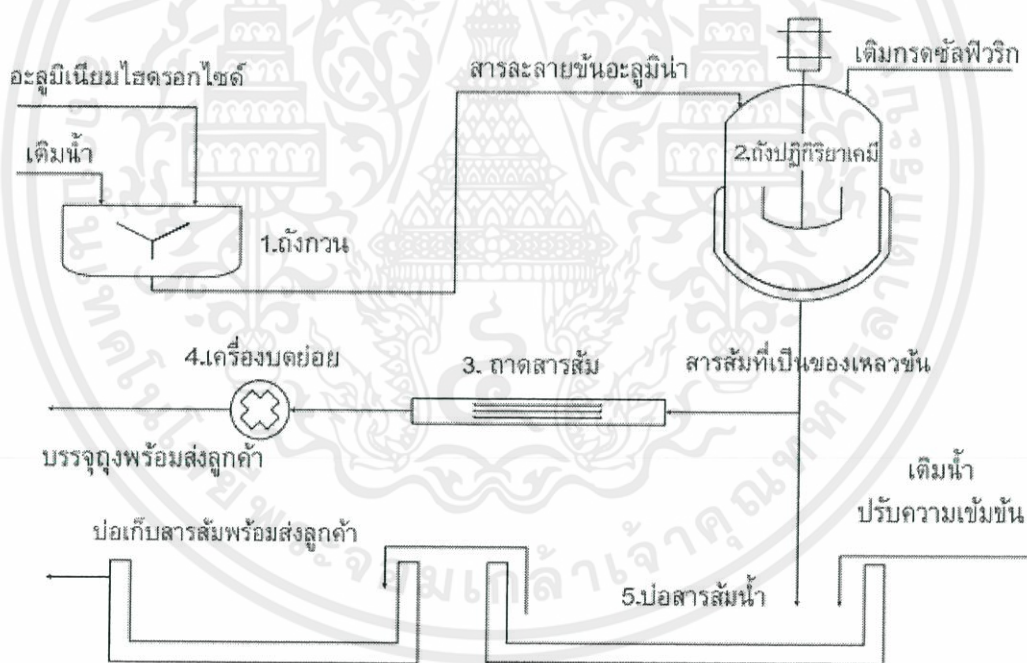 อะลูมิเนียมไฮดรอกไซด์
สารละลายข้นอะลูมิน่า
เติมกรดซัลฟิวริก
เติมน้ำ
2.ถังปฏิกิริยาเคมี
1.ถังกวน
4.เครื่องบดย่อย
3. ถาดสารส้ม
สารส้มที่เป็นของเหลวข้น
บรรจุถุงพร้อมส่งลูกค้า
เติมน้ำ
ปรับความเข้มข้น
บ่อเก็บสารส้มพร้อมส่งลูกค้า
5.บ่อสารส้มน้ำ